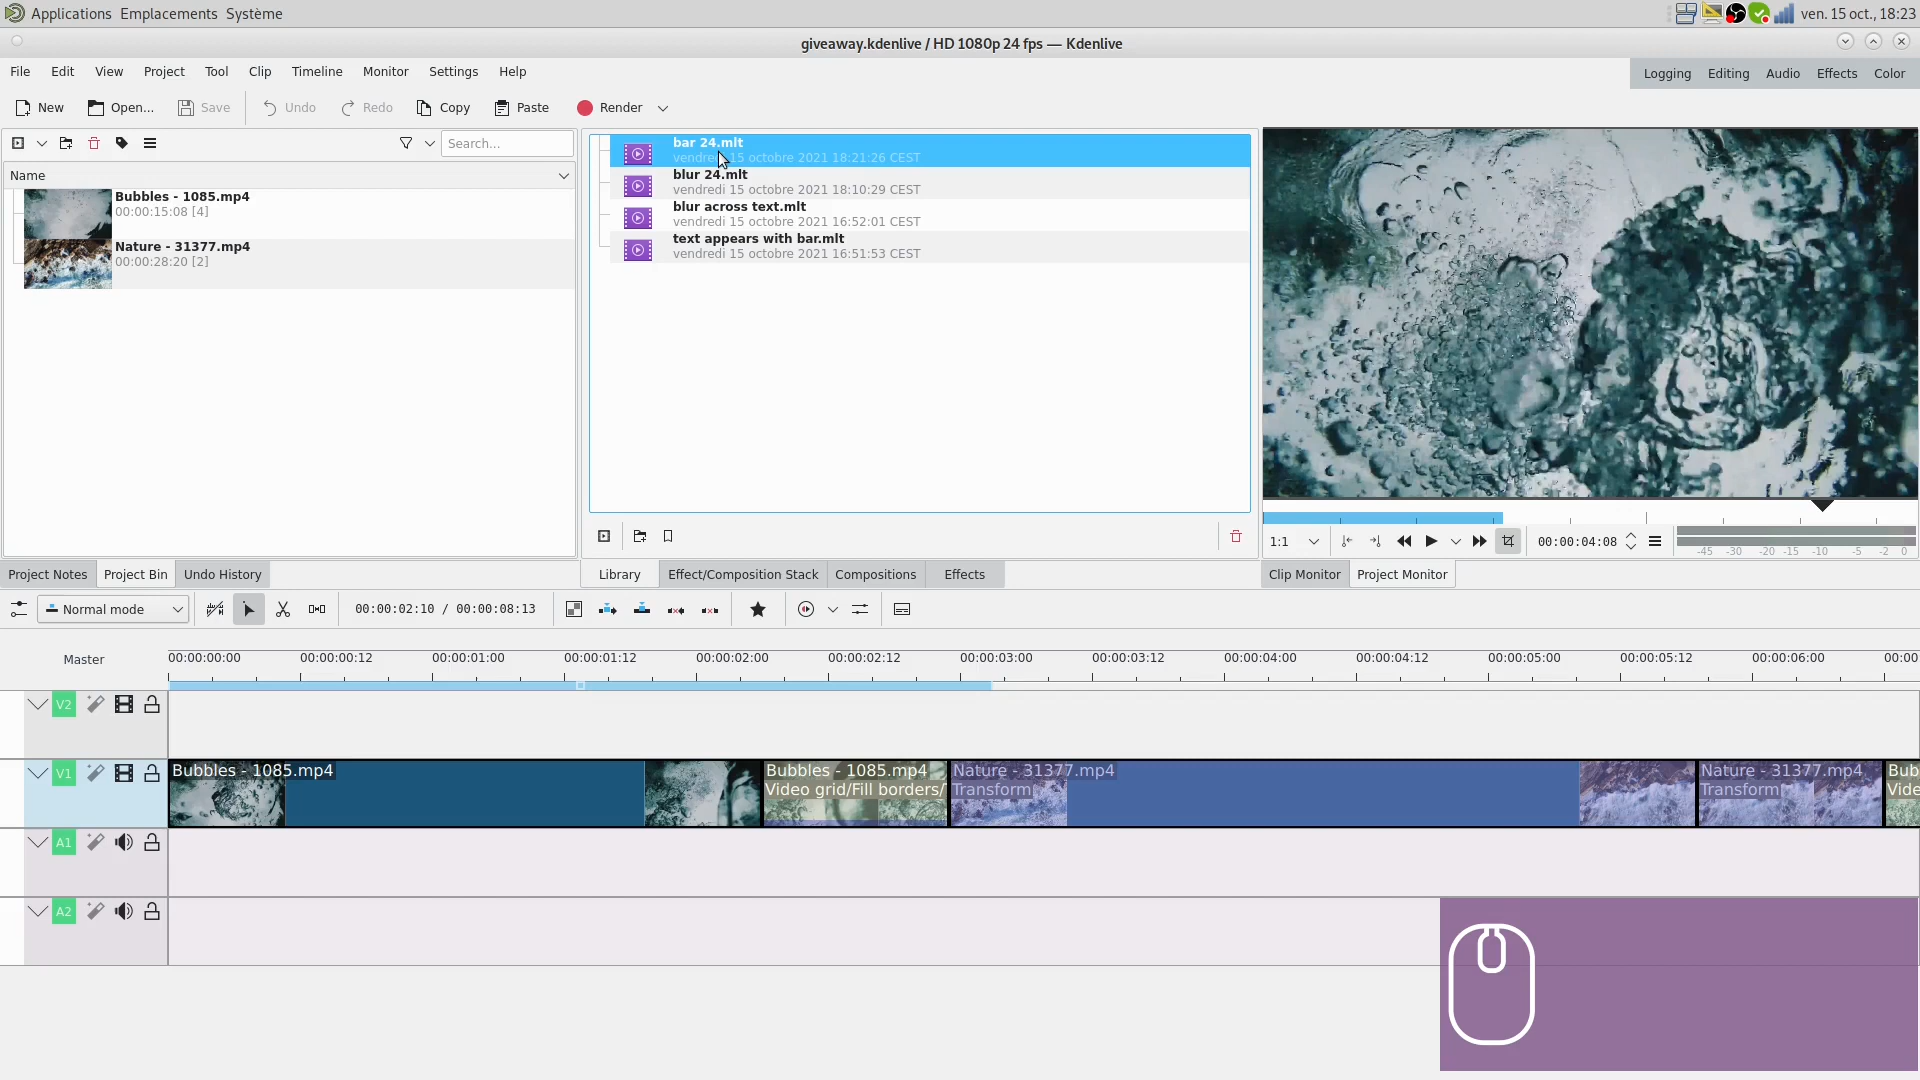 Applications Emplacements Système
ven. 15 oct., 18:23
giveaway.kdenlive / HD 1080p 24 fps — Kdenlive
File Edit View Project Tool Clip Timeline Monitor Settings Help
Logging Editing Audio Effects Color
New Open... Save Undo Redo Copy Paste Render
Search...
Name
Bubbles - 1085.mp4
00:00:15:08 [4]
Nature - 31377.mp4
00:00:28:20 [2]
bar 24.mlt
vendredi 15 octobre 2021 18:21:26 CEST
blur 24.mlt
vendredi 15 octobre 2021 18:10:29 CEST
blur across text.mlt
vendredi 15 octobre 2021 16:52:01 CEST
text appears with bar.mlt
vendredi 15 octobre 2021 16:51:53 CEST
1:1
00:00:04:08
-45 -30 -20 -15 -10 -5 -2 0
Project Notes Project Bin Undo History
Library Effect/Composition Stack Compositions Effects
Clip Monitor Project Monitor
Normal mode
00:00:02:10 / 00:00:08:13
Master
00:00:00:00 00:00:00:12 00:00:01:00 00:00:01:12 00:00:02:00 00:00:02:12 00:00:03:00 00:00:03:12 00:00:04:00 00:00:04:12 00:00:05:00 00:00:05:12 00:00:06:00 00:00
V2
V1
Bubbles - 1085.mp4
Bubbles - 1085.mp4
Video grid/Fill borders/
Nature - 31377.mp4
Transform
Nature - 31377.mp4
Transform
Bub
Vide
A1
A2